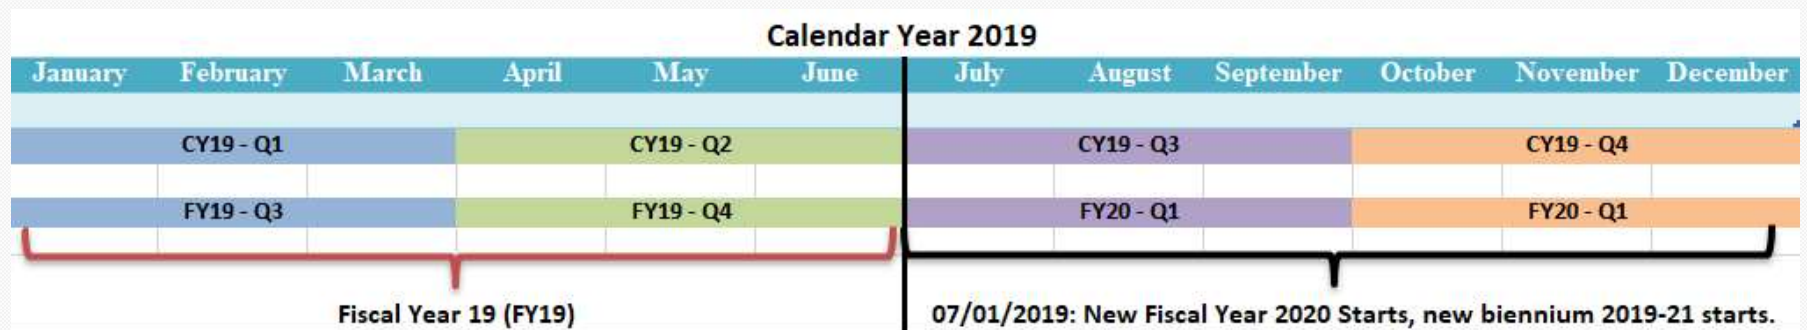 Calendar Year 2019
January February March April May June July August September October November December
CY19 - Q1 CY19 - Q2 CY19 - Q3 CY19 - Q4
FY19 - Q3 FY19 - Q4 FY20 - Q1 FY20 - Q1
Fiscal Year 19 (FY19) 07/01/2019: New Fiscal Year 2020 Starts, new biennium 2019-21 starts.